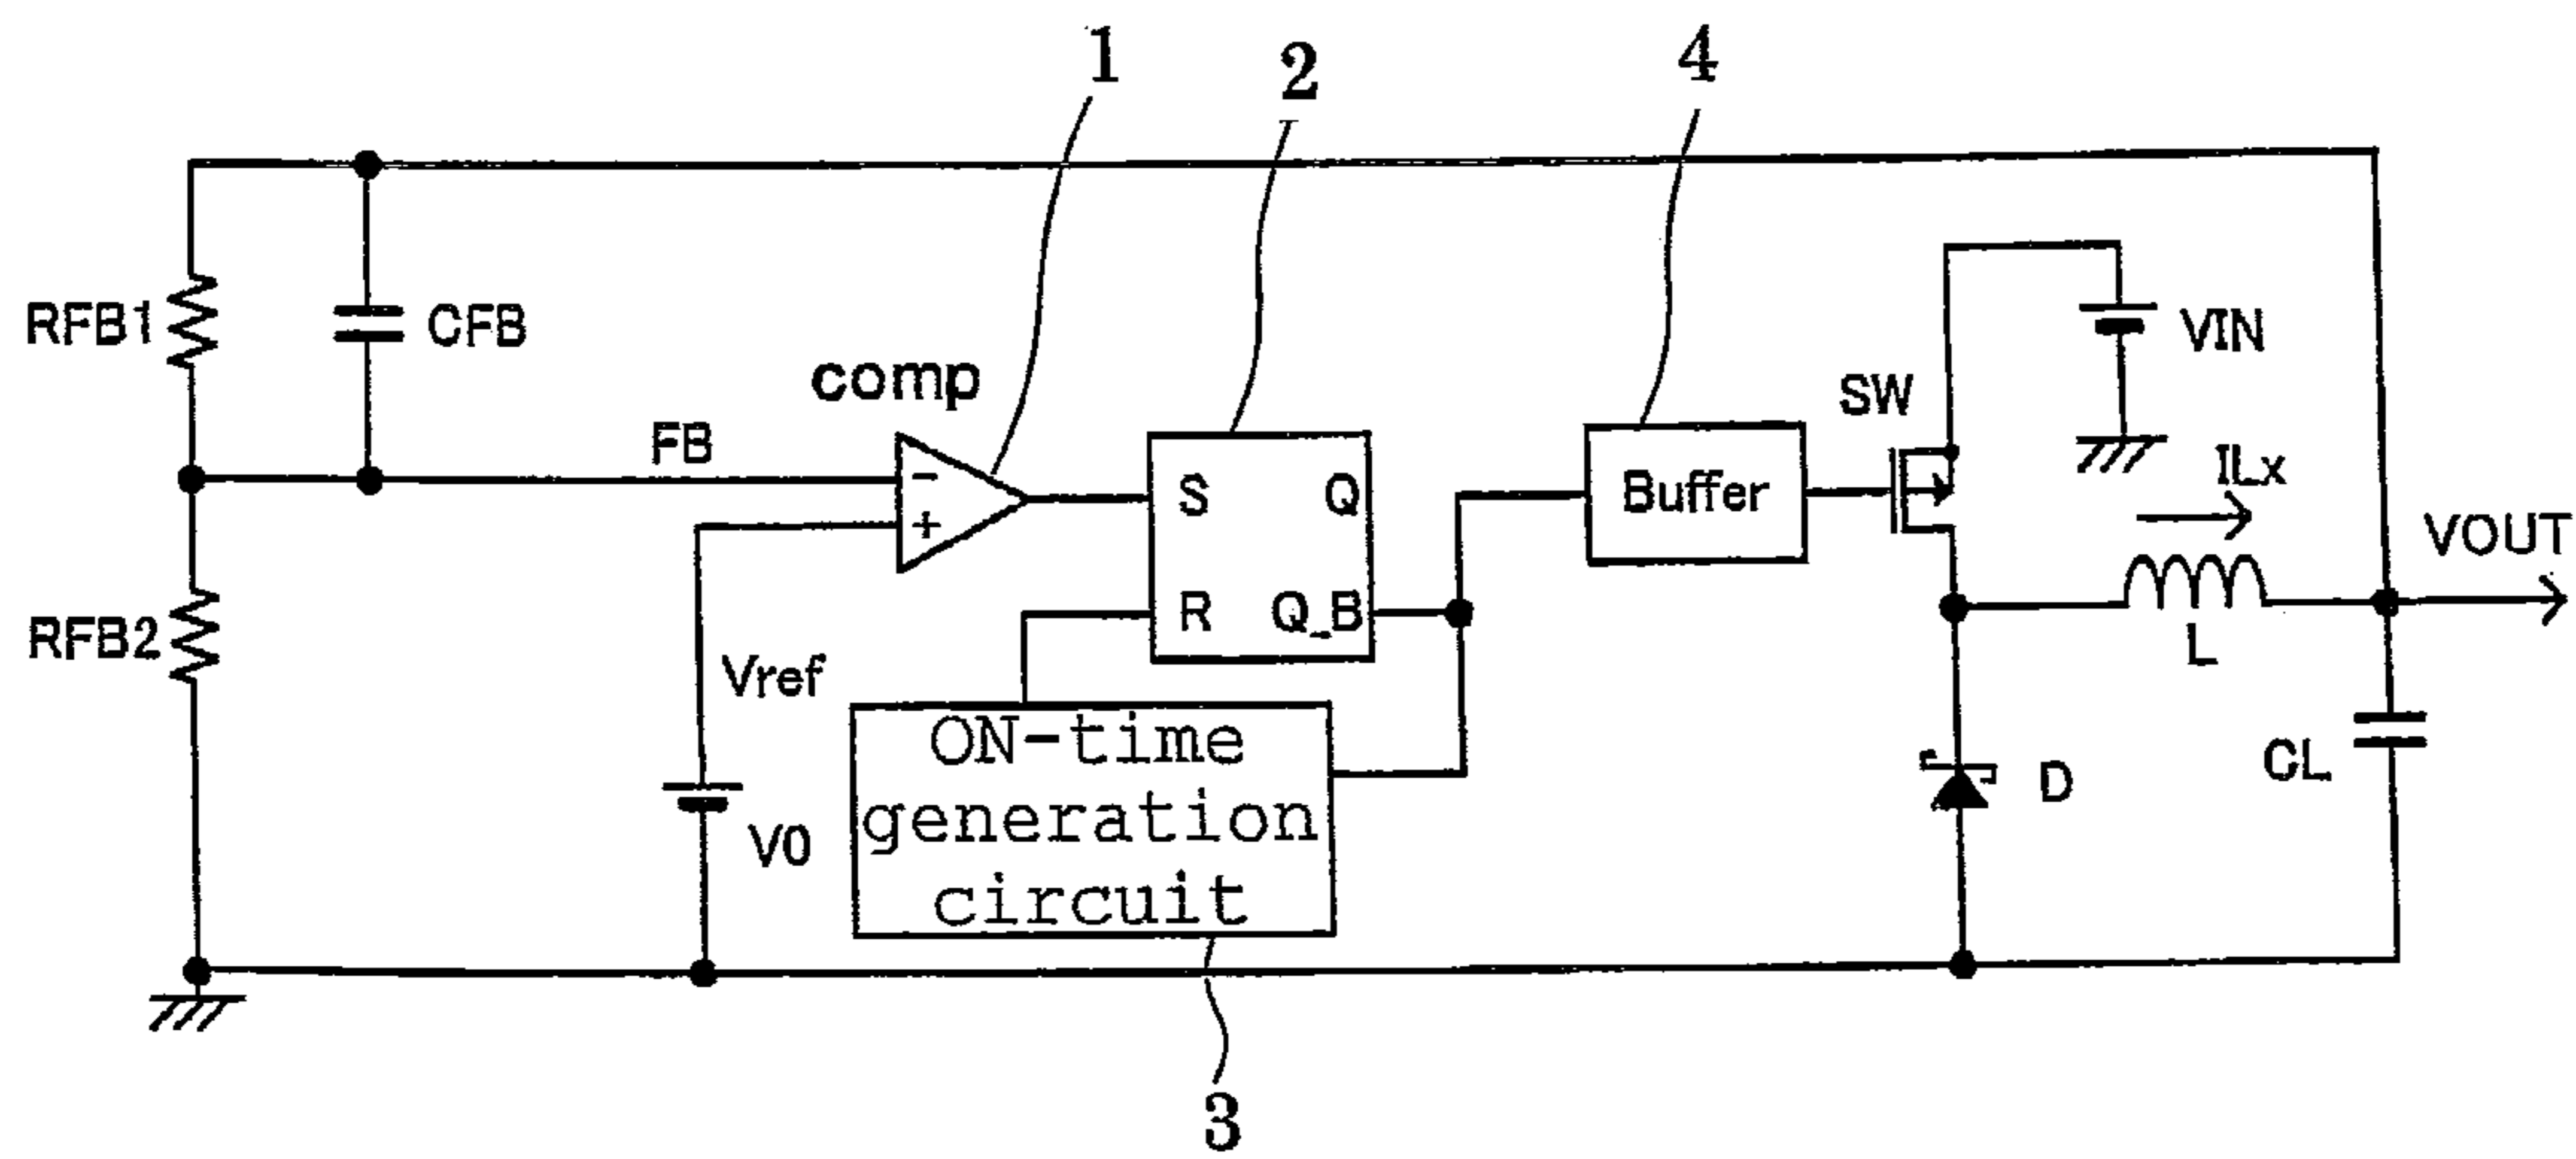 1
2
4
RFB1
CFB
comp
FB
SW
VIN
ILx
VOUT
S
Q
Buffer
R
Q_B
RFB2
Vref
L
V0
ON-time
generation
circuit
D
CL
3
-
+